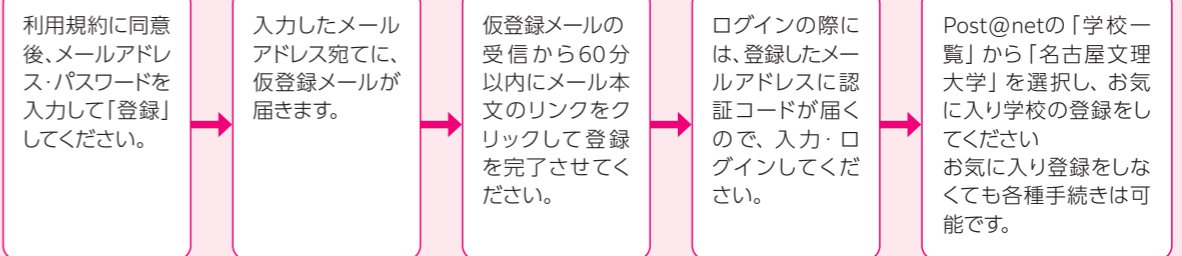 利用規約に同意
後、メールアドレ
ス・パスワードを
入力して「登録」
してください。
入力したメール
アドレス宛てに、
仮登録メールが
届きます。
仮登録メールの
受信から60分
以内にメール本
文のリンクをク
リックして登録
を完了させてく
ださい。
ログインの際に
は、登録したメー
ルアドレスに認
証コードが届く
ので、入力・ロ
グインしてくだ
さい。
Post@netの「学校一
覧」から「名古屋文理
大学」を選択し、お気
に入り学校の登録をし
てください
お気に入り登録をしな
くても各種手続きは可
能です。